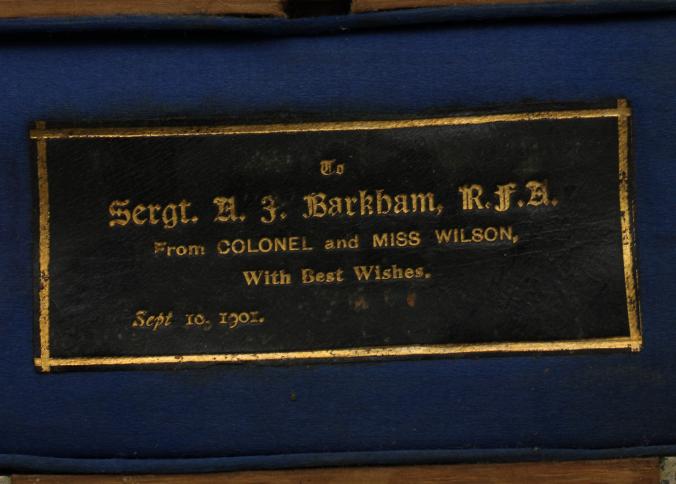 To
Sergt. A. J. Barkham, R.F.A.
From COLONEL and MISS WILSON,
With Best Wishes.
Sept 10, 1901.